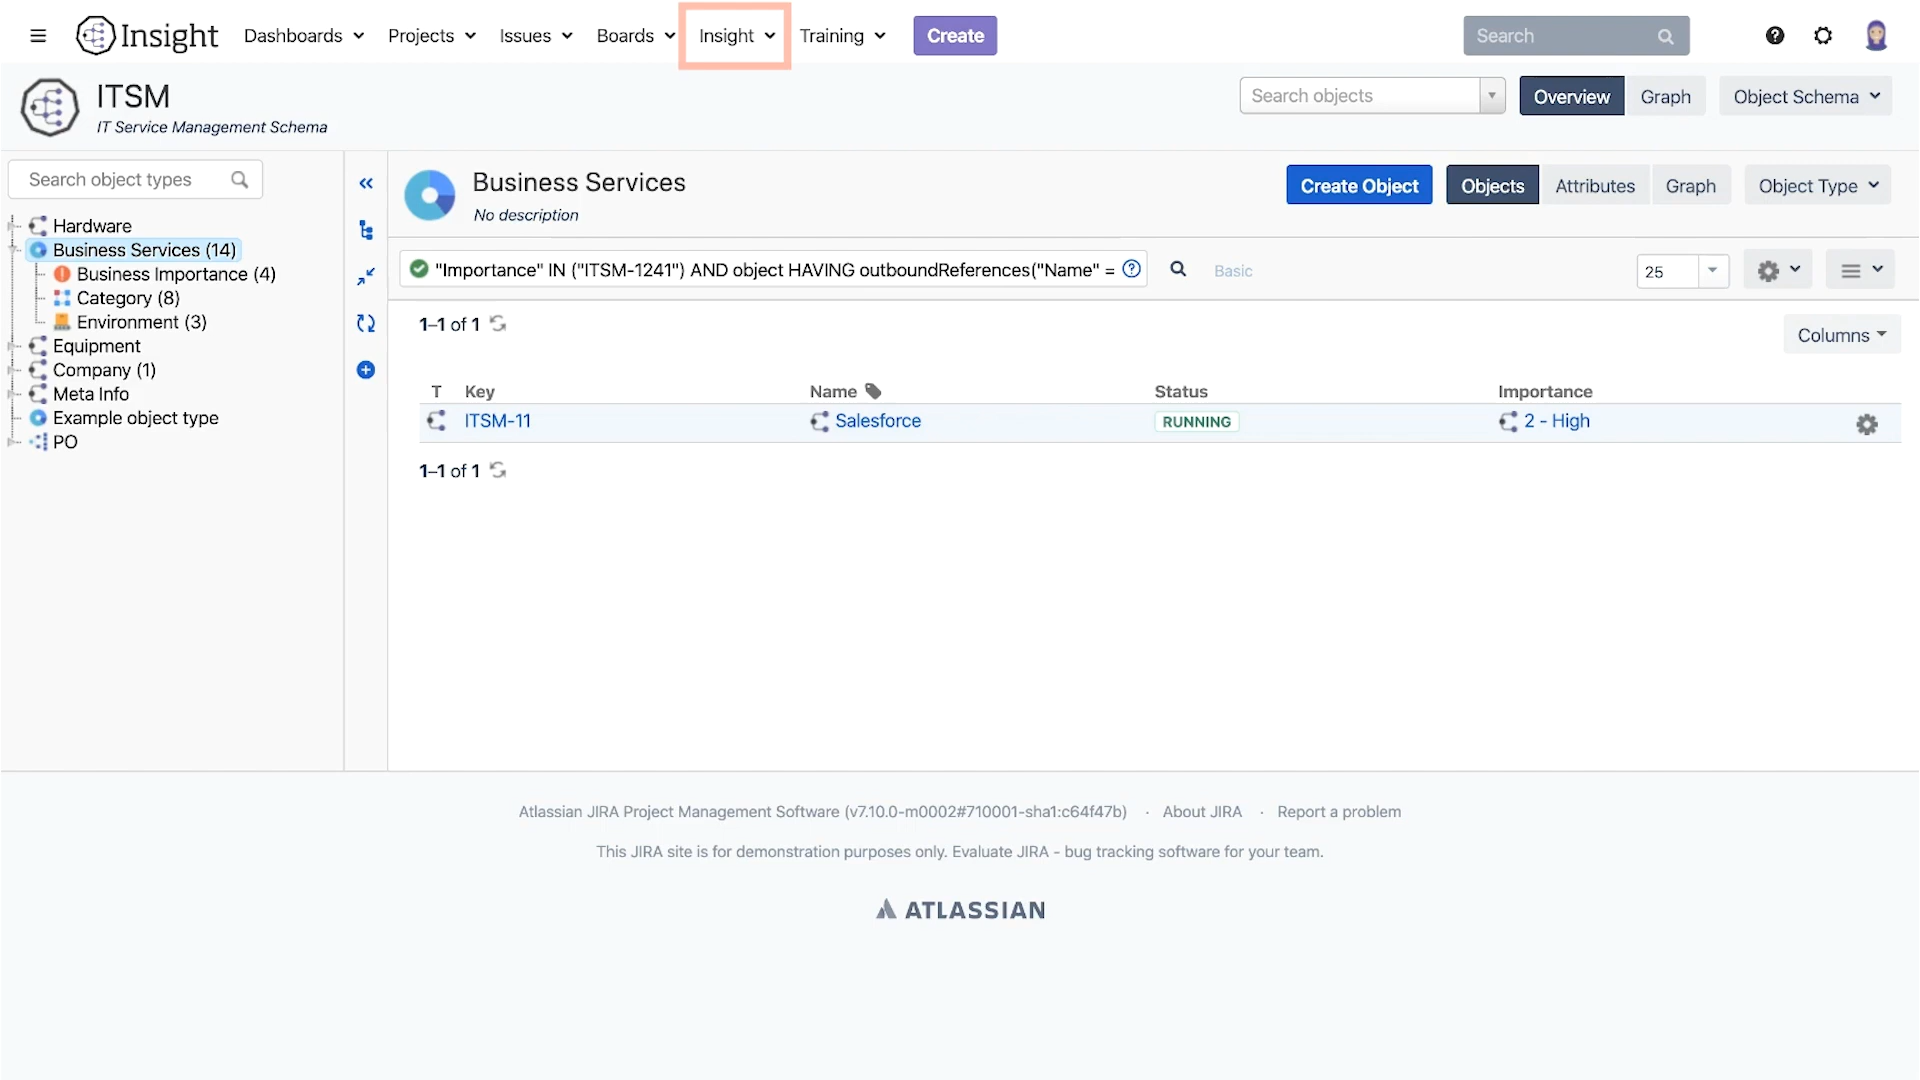 Insight Dashboards Projects Issues Boards Insight Training Create Search
ITSM
IT Service Management Schema
Search objects Overview Graph Object Schema
Search object types
Hardware
Business Services (14)
Business Importance (4)
Category (8)
Environment (3)
Equipment
Company (1)
Meta Info
Example object type
PO
Business Services
No description
Create Object Objects Attributes Graph Object Type
"Importance" IN ("ITSM-1241") AND object HAVING outboundReferences("Name" = Basic 25
1–1 of 1
Columns
T Key Name Status Importance
ITSM-11 Salesforce RUNNING 2 - High
1–1 of 1
Atlassian JIRA Project Management Software (v7.10.0-m0002#710001-sha1:c64f47b) · About JIRA · Report a problem
This JIRA site is for demonstration purposes only. Evaluate JIRA - bug tracking software for your team.
ATLASSIAN